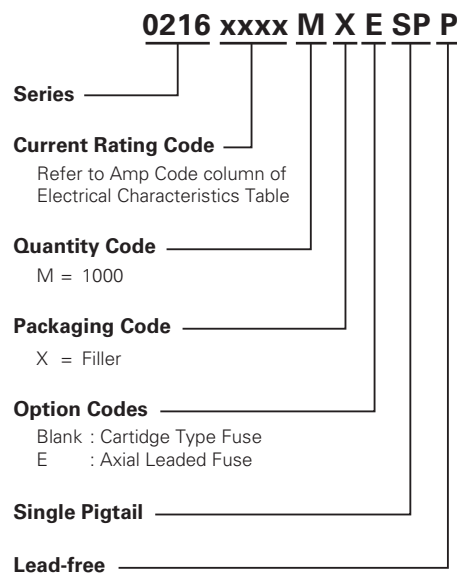 0216 xxxx M X E SP P
Series
Current Rating Code
Refer to Amp Code column of
Electrical Characteristics Table
Quantity Code
M = 1000
Packaging Code
X = Filler
Option Codes
Blank : Cartidge Type Fuse
E : Axial Leaded Fuse
Single Pigtail
Lead-free